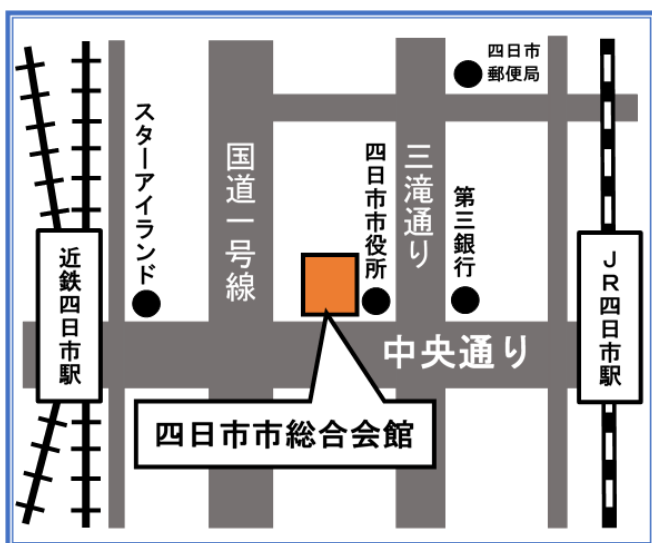 四日市
郵便局
スターアイランド
国道一号線
四日市市役所
三滝通り
第三銀行
近鉄四日市駅
JR四日市駅
中央通り
四日市市総合会館